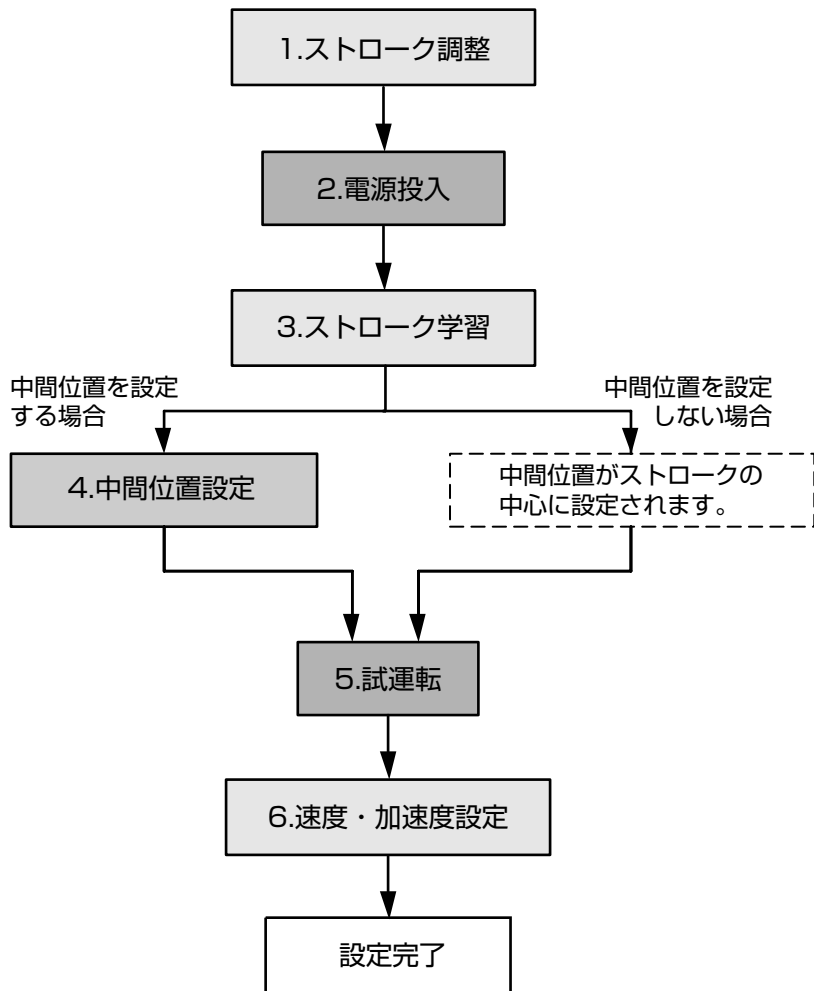 1.ストローク調整
2.電源投入
3.ストローク学習
中間位置を設定
する場合
中間位置を設定
しない場合
4.中間位置設定
中間位置がストロークの
中心に設定されます。
5.試運転
6.速度・加速度設定
設定完了